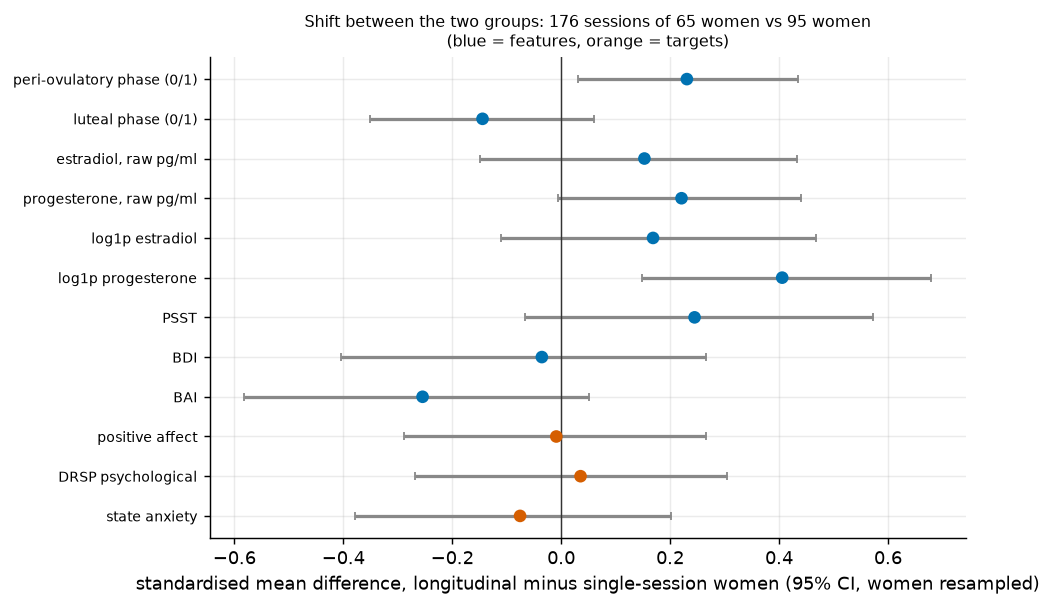 Shift between the two groups: 176 sessions of 65 women vs 95 women
(blue = features, orange = targets)
peri-ovulatory phase (0/1)
luteal phase (0/1)
estradiol, raw pg/ml
progesterone, raw pg/ml
log1p estradiol
log1p progesterone
PSST
BDI
BAI
positive affect
DRSP psychological
state anxiety
−0.6 −0.4 −0.2 0.0 0.2 0.4 0.6
standardised mean difference, longitudinal minus single-session women (95% CI, women resampled)